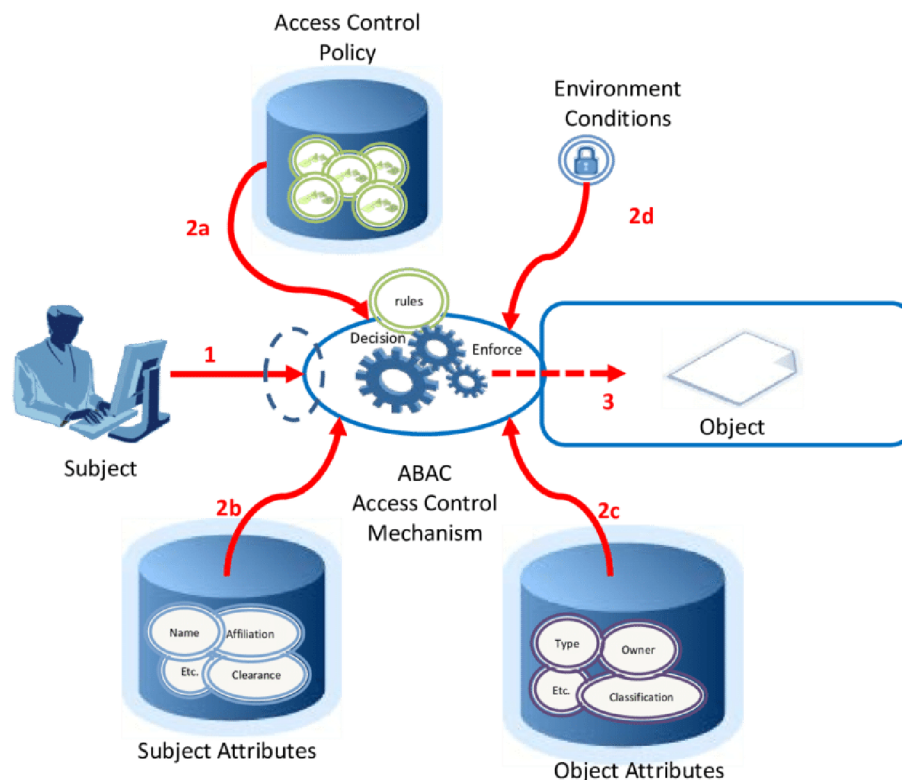 Access Control
Policy
Environment
Conditions
2a
2d
rules
Decision
Enforce
1
3
Subject
Object
ABAC
Access Control
Mechanism
2b
2c
Name
Affiliation
Etc.
Clearance
Type
Owner
Etc.
Classification
Subject Attributes
Object Attributes